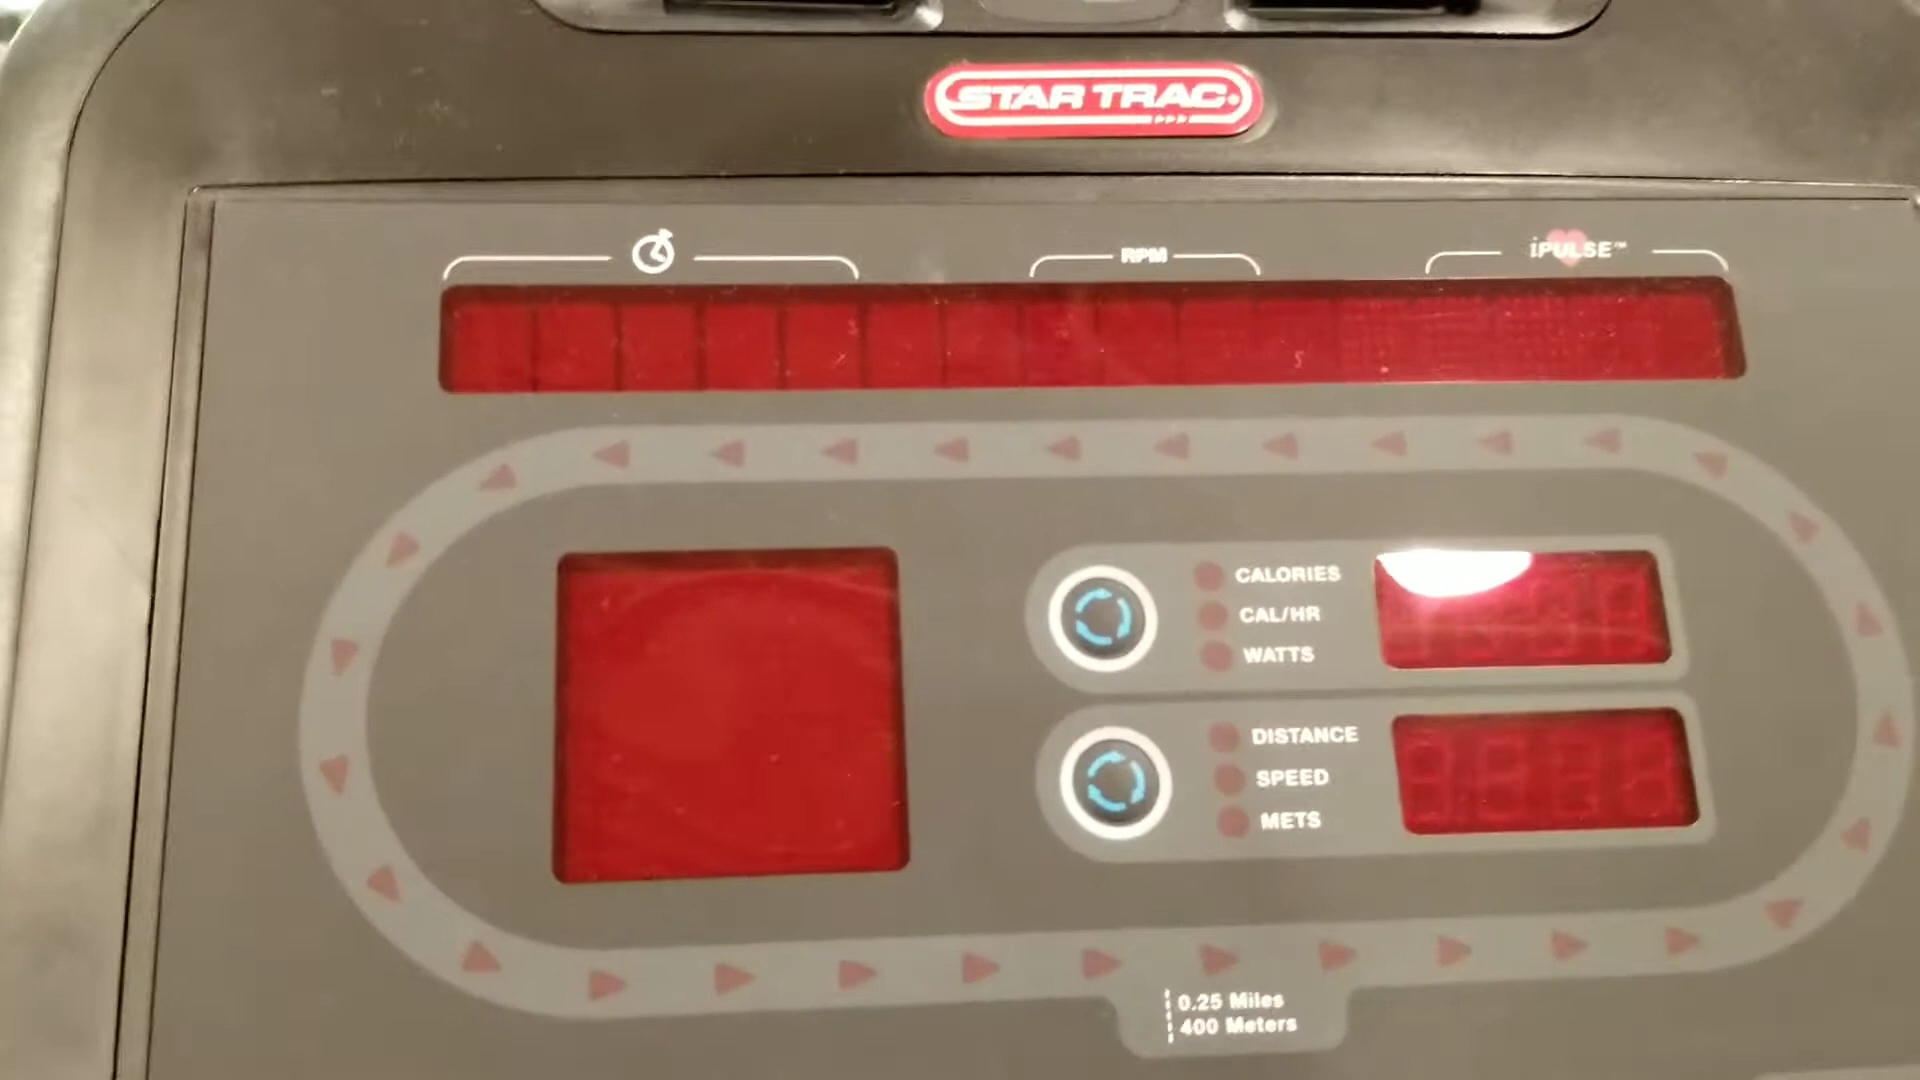 STAR TRAC
RPM
iPULSE™
CALORIES
CAL/HR
WATTS
DISTANCE
SPEED
METS
0.25 Miles
400 Meters